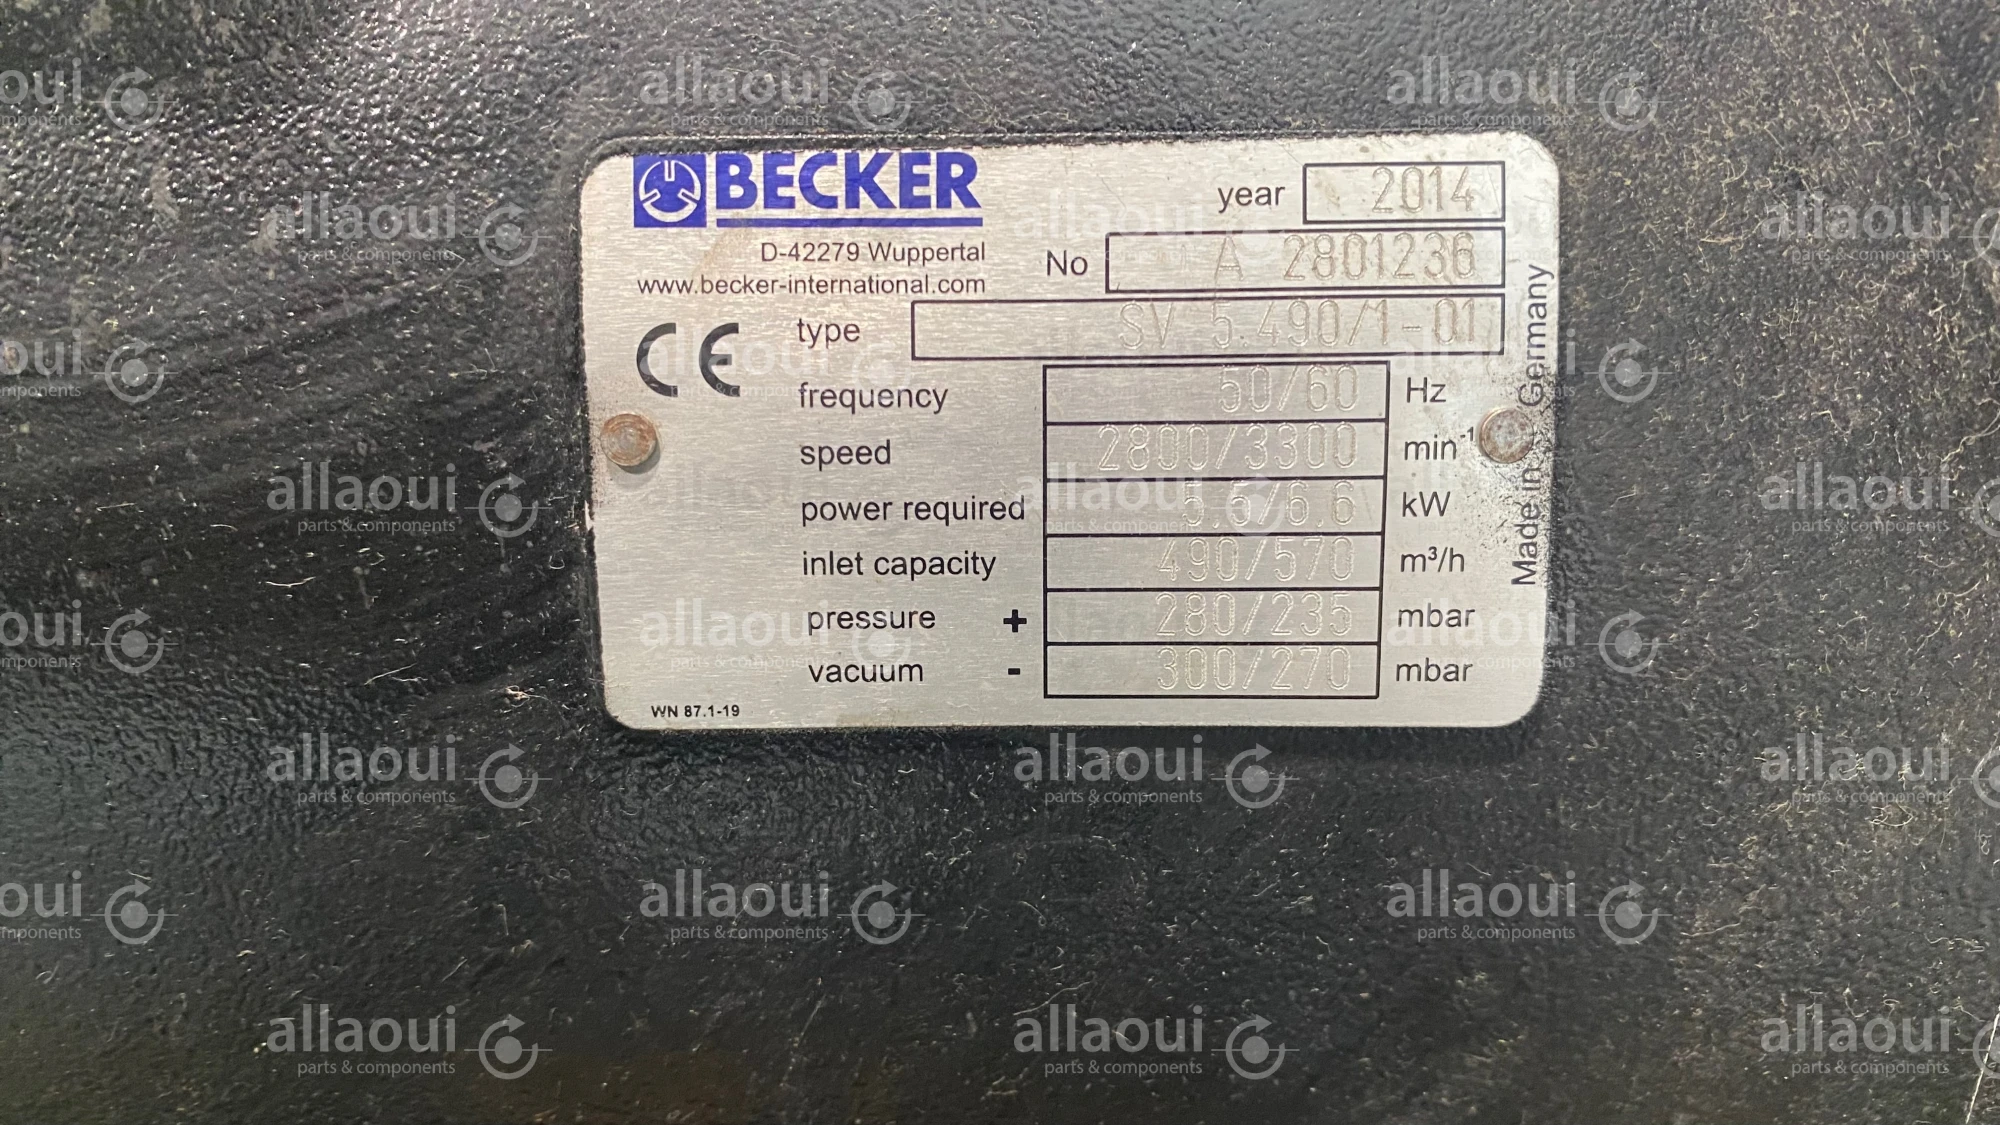 BECKER
D-42279 Wuppertal
www.becker-international.com
year 2014
No A 2801236
type SV 5.490/1-01
CE
frequency 50/60 Hz
speed 2800/3300 min-1
power required 5.5/6.6 kW
inlet capacity 490/570 m³/h
pressure + 280/235 mbar
vacuum - 300/270 mbar
WN 87.1-19
Made in Germany
allaoui
parts & components